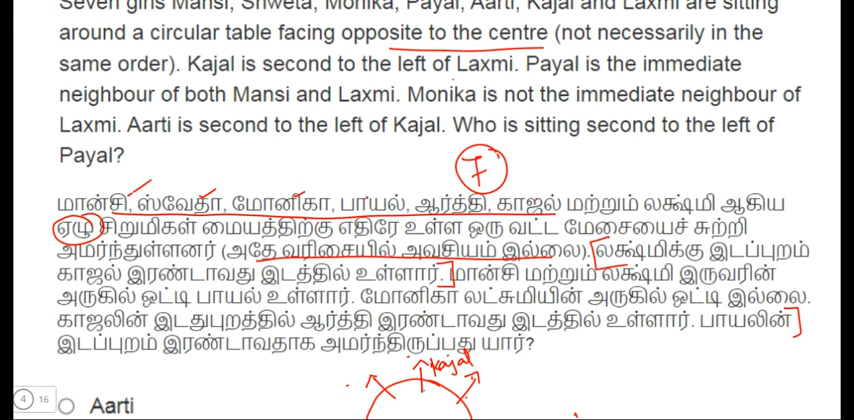 Seven girls Mansi, Shweta, Monika, Payal, Aarti, Kajal and Laxmi are sitting
around a circular table facing opposite to the centre (not necessarily in the
same order). Kajal is second to the left of Laxmi. Payal is the immediate
neighbour of both Mansi and Laxmi. Monika is not the immediate neighbour of
Laxmi. Aarti is second to the left of Kajal. Who is sitting second to the left of
Payal?
7
மான்சி, ஸ்வேதா, மோனிகா, பாயல், ஆர்த்தி, காஜல் மற்றும் லக்ஷ்மி ஆகிய
ஏழு சிறுமிகள் மையத்திற்கு எதிரே உள்ள ஒரு வட்ட மேசையைச் சுற்றி
அமர்ந்துள்ளனர் (அதே வரிசையில் அவசியம் இல்லை). லக்ஷ்மிக்கு இடப்புறம்
காஜல் இரண்டாவது இடத்தில் உள்ளார். மான்சி மற்றும் லக்ஷ்மி இருவரின்
அருகில் ஒட்டி பாயல் உள்ளார். மோனிகா லட்சுமியின் அருகில் ஒட்டி இல்லை.
காஜலின் இடதுபுறத்தில் ஆர்த்தி இரண்டாவது இடத்தில் உள்ளார். பாயலின்
இடப்புறம் இரண்டாவதாக அமர்ந்திருப்பது யார்?
Kajal
4 16
Aarti